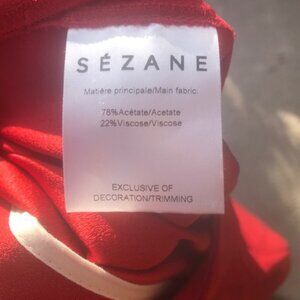 SÉZANE
Matière principale/Main fabric.
78%Acétate/Acetate
22%Viscose/Viscose
EXCLUSIVE OF
DECORATION/TRIMMING